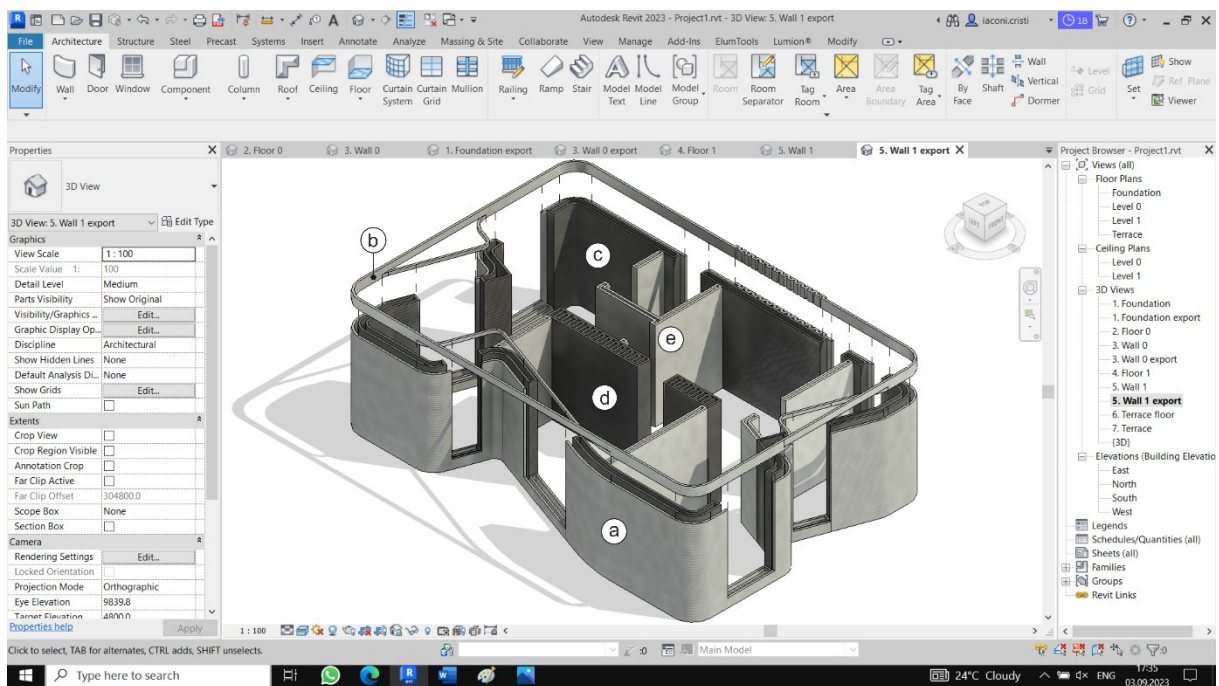 Autodesk Revit 2023 - Project1.rvt - 3D View: 5. Wall 1 export
iaconi.cristi
18
File Architecture Structure Steel Precast Systems Insert Annotate Analyze Massing & Site Collaborate View Manage Add-Ins ElumTools Lumion® Modify
Modify
Wall
Door
Window
Component
Column
Roof
Ceiling
Floor
Curtain System
Curtain Grid
Mullion
Railing
Ramp
Stair
Model Text
Model Line
Model Group
Room
Room Separator
Tag Room
Area
Area Boundary
Tag Area
By Face
Shaft
Wall
Vertical
Dormer
Level
Grid
Set
Show
Ref Plane
Viewer
Properties
2. Floor 0
3. Wall 0
1. Foundation export
3. Wall 0 export
4. Floor 1
5. Wall 1
5. Wall 1 export
Project Browser - Project1.rvt
3D View
3D View: 5. Wall 1 export
Edit Type
Graphics
View Scale 1 : 100
Scale Value 1: 100
Detail Level Medium
Parts Visibility Show Original
Visibility/Graphics ... Edit...
Graphic Display Op... Edit...
Discipline Architectural
Show Hidden Lines None
Default Analysis Di... None
Show Grids Edit...
Sun Path
Extents
Crop View
Crop Region Visible
Annotation Crop
Far Clip Active
Far Clip Offset 304800.0
Scope Box None
Section Box
Camera
Rendering Settings Edit...
Locked Orientation
Projection Mode Orthographic
Eye Elevation 9839.8
Target Elevation 4800.0
Properties help
Apply
b
c
e
d
a
TOP
LEFT
FRONT
Views (all)
Floor Plans
Foundation
Level 0
Level 1
Terrace
Ceiling Plans
Level 0
Level 1
3D Views
1. Foundation
1. Foundation export
2. Floor 0
3. Wall 0
3. Wall 0 export
4. Floor 1
5. Wall 1
5. Wall 1 export
6. Terrace floor
7. Terrace
{3D}
Elevations (Building Elevatio
East
North
South
West
Legends
Schedules/Quantities (all)
Sheets (all)
Families
Groups
Revit Links
1 : 100
Click to select, TAB for alternates, CTRL adds, SHIFT unselects.
:0
Main Model
:0
Type here to search
24°C Cloudy
ENG
17:35
03.09.2023